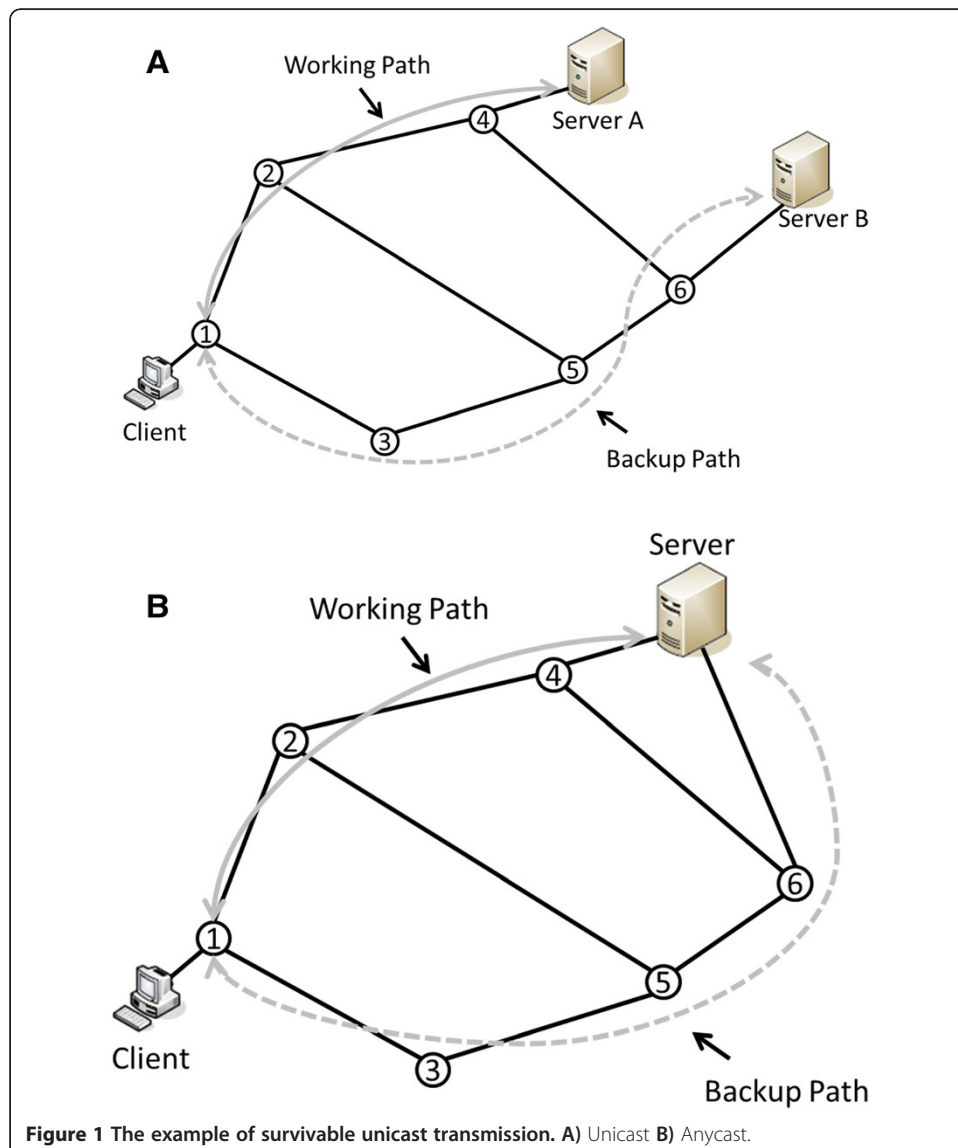 A
Working Path
Server A
4
2
Server B
6
1
5
Client
3
Backup Path
Server
B
Working Path
4
2
6
1
5
Client
3
Backup Path
Figure 1 The example of survivable unicast transmission. A) Unicast B) Anycast.